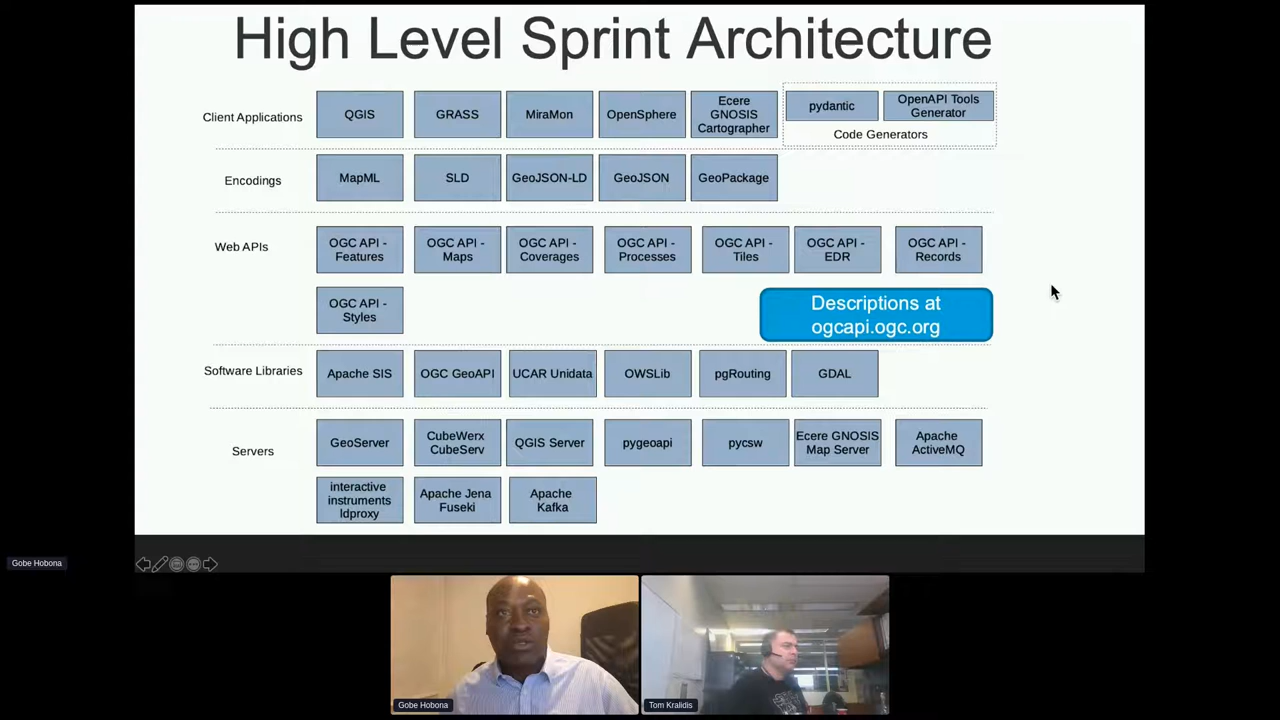 High Level Sprint Architecture
Client Applications
QGIS
GRASS
MiraMon
OpenSphere
Ecere
GNOSIS
Cartographer
pydantic
OpenAPI Tools
Generator
Code Generators
Encodings
MapML
SLD
GeoJSON-LD
GeoJSON
GeoPackage
Web APIs
OGC API -
Features
OGC API -
Maps
OGC API -
Coverages
OGC API -
Processes
OGC API -
Tiles
OGC API -
EDR
OGC API -
Records
OGC API -
Styles
Descriptions at
ogcapi.ogc.org
Software Libraries
Apache SIS
OGC GeoAPI
UCAR Unidata
OWSLib
pgRouting
GDAL
Servers
GeoServer
CubeWerx
CubeServ
QGIS Server
pygeoapi
pycsw
Ecere GNOSIS
Map Server
Apache
ActiveMQ
interactive
instruments
ldproxy
Apache Jena
Fuseki
Apache
Kafka
Gobe Hobona
Gobe Hobona
Tom Kralidis